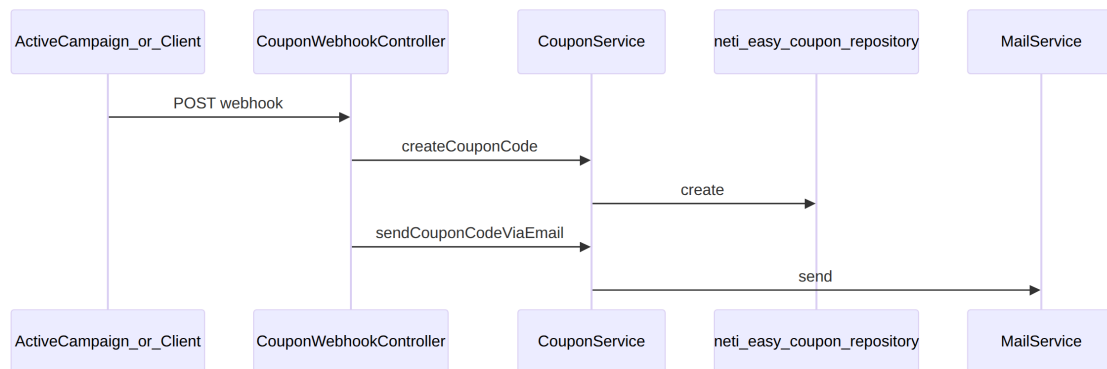 ActiveCampaign_or_Client
CouponWebhookController
CouponService
neti_easy_coupon_repository
MailService
POST webhook
createCouponCode
create
sendCouponCodeViaEmail
send
ActiveCampaign_or_Client
CouponWebhookController
CouponService
neti_easy_coupon_repository
MailService